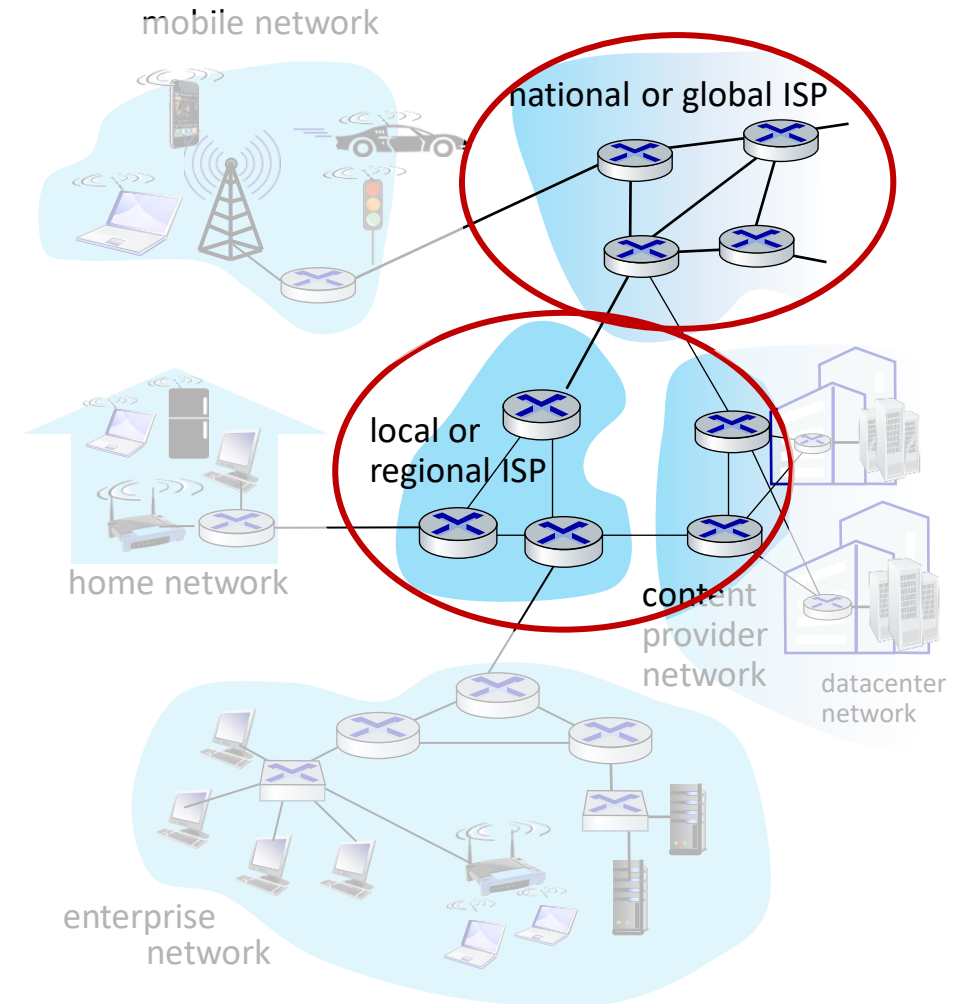 mobile network
national or global ISP
local or
regional ISP
home network
content
provider
network
datacenter
network
enterprise
network